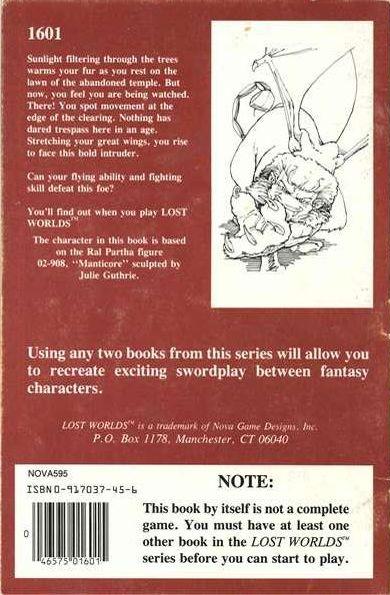 1601
Sunlight filtering through the trees
warms your fur as you rest on the
lawn of the abandoned temple. But
now, you feel you are being watched.
There! You spot movement at the
edge of the clearing. Nothing has
dared trespass here in an age.
Stretching your great wings, you rise
to face this bold intruder.
Can your flying ability and fighting
skill defeat this foe?
You'll find out when you play LOST
WORLDS™
The character in this book is based
on the Ral Partha figure
02-908, "Manticore" sculpted by
Julie Guthrie.
Using any two books from this series will allow you
to recreate exciting swordplay between fantasy
characters.
LOST WORLDS™ is a trademark of Nova Game Designs, Inc.
P.O. Box 1178, Manchester, CT 06040
NOVA595
ISBN 0-917037-45-6
0 46575 01601
NOTE:
This book by itself is not a complete
game. You must have at least one
other book in the LOST WORLDS™
series before you can start to play.